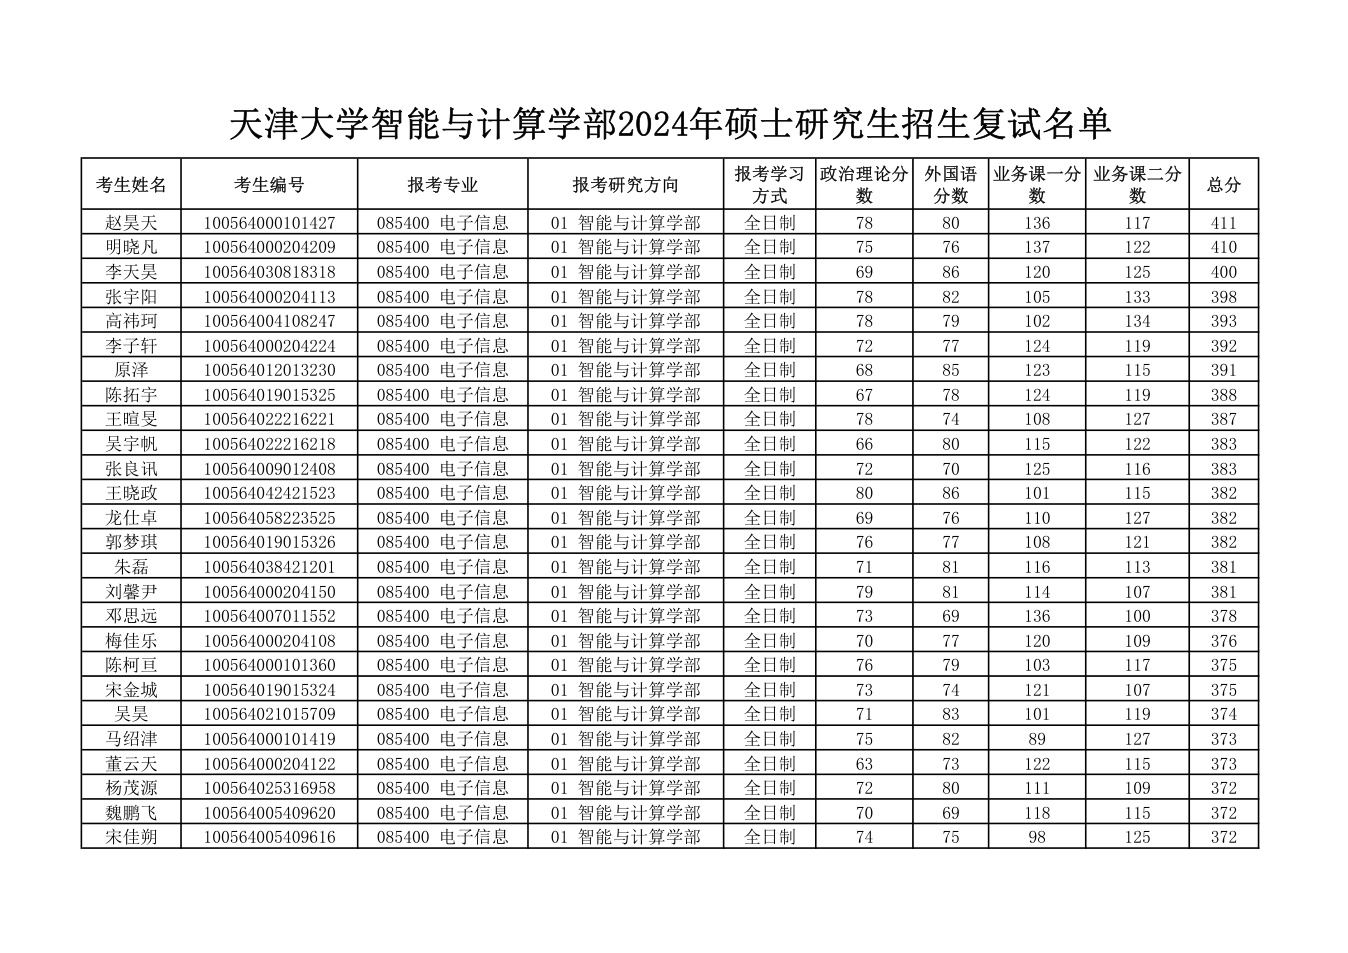 天津大学智能与计算学部2024年硕士研究生招生复试名单
考生姓名 考生编号 报考专业 报考研究方向 报考学习方式 政治理论分数 外国语分数 业务课一分数 业务课二分数 总分
赵昊天 100564000101427 085400 电子信息 01 智能与计算学部 全日制 78 80 136 117 411
明晓凡 100564000204209 085400 电子信息 01 智能与计算学部 全日制 75 76 137 122 410
李天昊 100564030818318 085400 电子信息 01 智能与计算学部 全日制 69 86 120 125 400
张宇阳 100564000204113 085400 电子信息 01 智能与计算学部 全日制 78 82 105 133 398
高祎珂 100564004108247 085400 电子信息 01 智能与计算学部 全日制 78 79 102 134 393
李子轩 100564000204224 085400 电子信息 01 智能与计算学部 全日制 72 77 124 119 392
原泽 100564012013230 085400 电子信息 01 智能与计算学部 全日制 68 85 123 115 391
陈拓宇 100564019015325 085400 电子信息 01 智能与计算学部 全日制 67 78 124 119 388
王暄旻 100564022216221 085400 电子信息 01 智能与计算学部 全日制 78 74 108 127 387
吴宇帆 100564022216218 085400 电子信息 01 智能与计算学部 全日制 66 80 115 122 383
张良讯 100564009012408 085400 电子信息 01 智能与计算学部 全日制 72 70 125 116 383
王晓政 100564042421523 085400 电子信息 01 智能与计算学部 全日制 80 86 101 115 382
龙仕卓 100564058223525 085400 电子信息 01 智能与计算学部 全日制 69 76 110 127 382
郭梦琪 100564019015326 085400 电子信息 01 智能与计算学部 全日制 76 77 108 121 382
朱磊 100564038421201 085400 电子信息 01 智能与计算学部 全日制 71 81 116 113 381
刘馨尹 100564000204150 085400 电子信息 01 智能与计算学部 全日制 79 81 114 107 381
邓思远 100564007011552 085400 电子信息 01 智能与计算学部 全日制 73 69 136 100 378
梅佳乐 100564000204108 085400 电子信息 01 智能与计算学部 全日制 70 77 120 109 376
陈柯亘 100564000101360 085400 电子信息 01 智能与计算学部 全日制 76 79 103 117 375
宋金城 100564019015324 085400 电子信息 01 智能与计算学部 全日制 73 74 121 107 375
吴昊 100564021015709 085400 电子信息 01 智能与计算学部 全日制 71 83 101 119 374
马绍津 100564000101419 085400 电子信息 01 智能与计算学部 全日制 75 82 89 127 373
董云天 100564000204122 085400 电子信息 01 智能与计算学部 全日制 63 73 122 115 373
杨茂源 100564025316958 085400 电子信息 01 智能与计算学部 全日制 72 80 111 109 372
魏鹏飞 100564005409620 085400 电子信息 01 智能与计算学部 全日制 70 69 118 115 372
宋佳朔 100564005409616 085400 电子信息 01 智能与计算学部 全日制 74 75 98 125 372